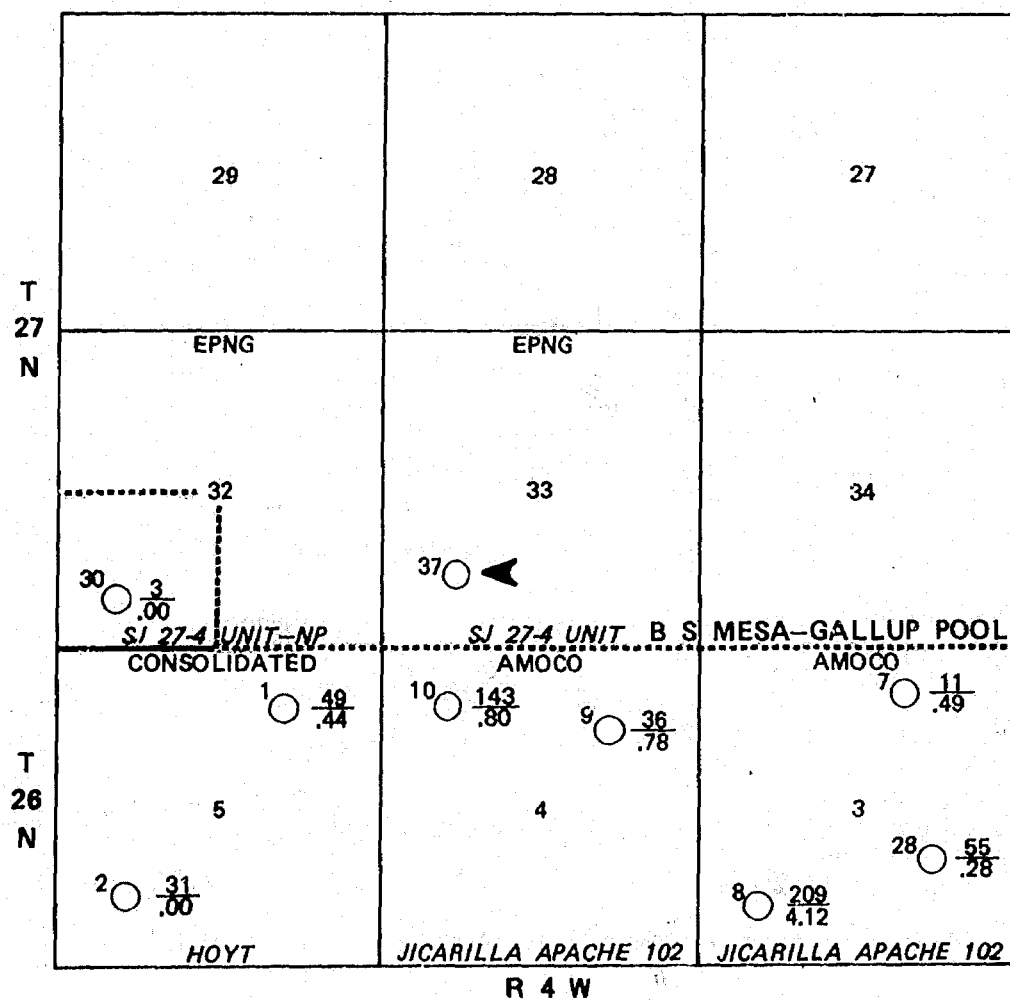 29 28 27
T
27
N
EPNG EPNG
32 33 34
30 3
.00
37
SJ 27-4 UNIT-NP SJ 27-4 UNIT B S MESA-GALLUP POOL
CONSOLIDATED AMOCO AMOCO
1 49
.44
10 143
.80
9 36
.78
7 11
.49
T
26
N
5 4 3
28 55
.28
2 31
.00
8 209
4.12
HOYT JICARILLA APACHE 102 JICARILLA APACHE 102
R 4 W